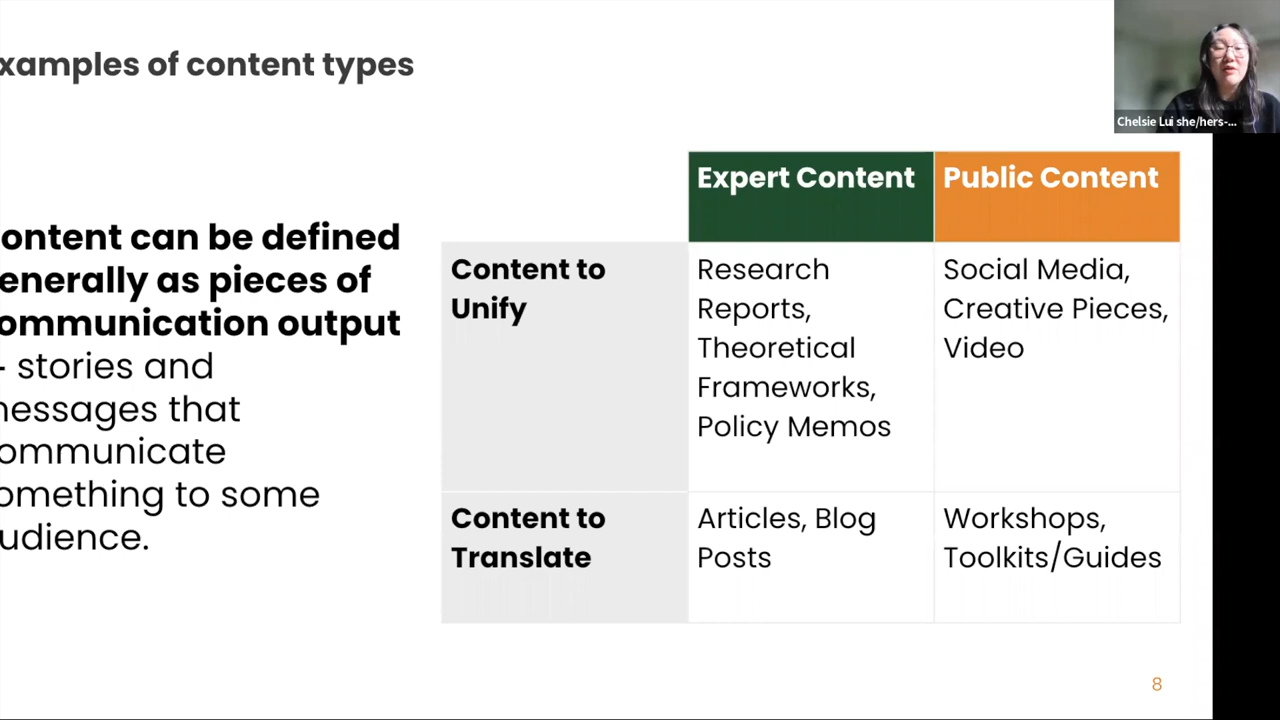 xamples of content types
Chelsie Lui she/hers-...
Expert Content
Public Content
ontent can be defined
enerally as pieces of
ommunication output
- stories and
essages that
ommunicate
omething to some
udience.
Content to
Unify
Research
Reports,
Theoretical
Frameworks,
Policy Memos
Social Media,
Creative Pieces,
Video
Content to
Translate
Articles, Blog
Posts
Workshops,
Toolkits/Guides
8